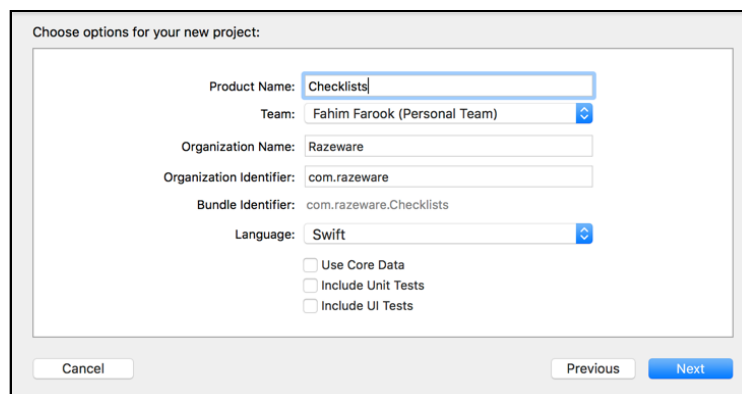 Choose options for your new project:
Product Name: Checklists
Team: Fahim Farook (Personal Team)
Organization Name: Razeware
Organization Identifier: com.razeware
Bundle Identifier: com.razeware.Checklists
Language: Swift
Use Core Data
Include Unit Tests
Include UI Tests
Cancel Previous Next